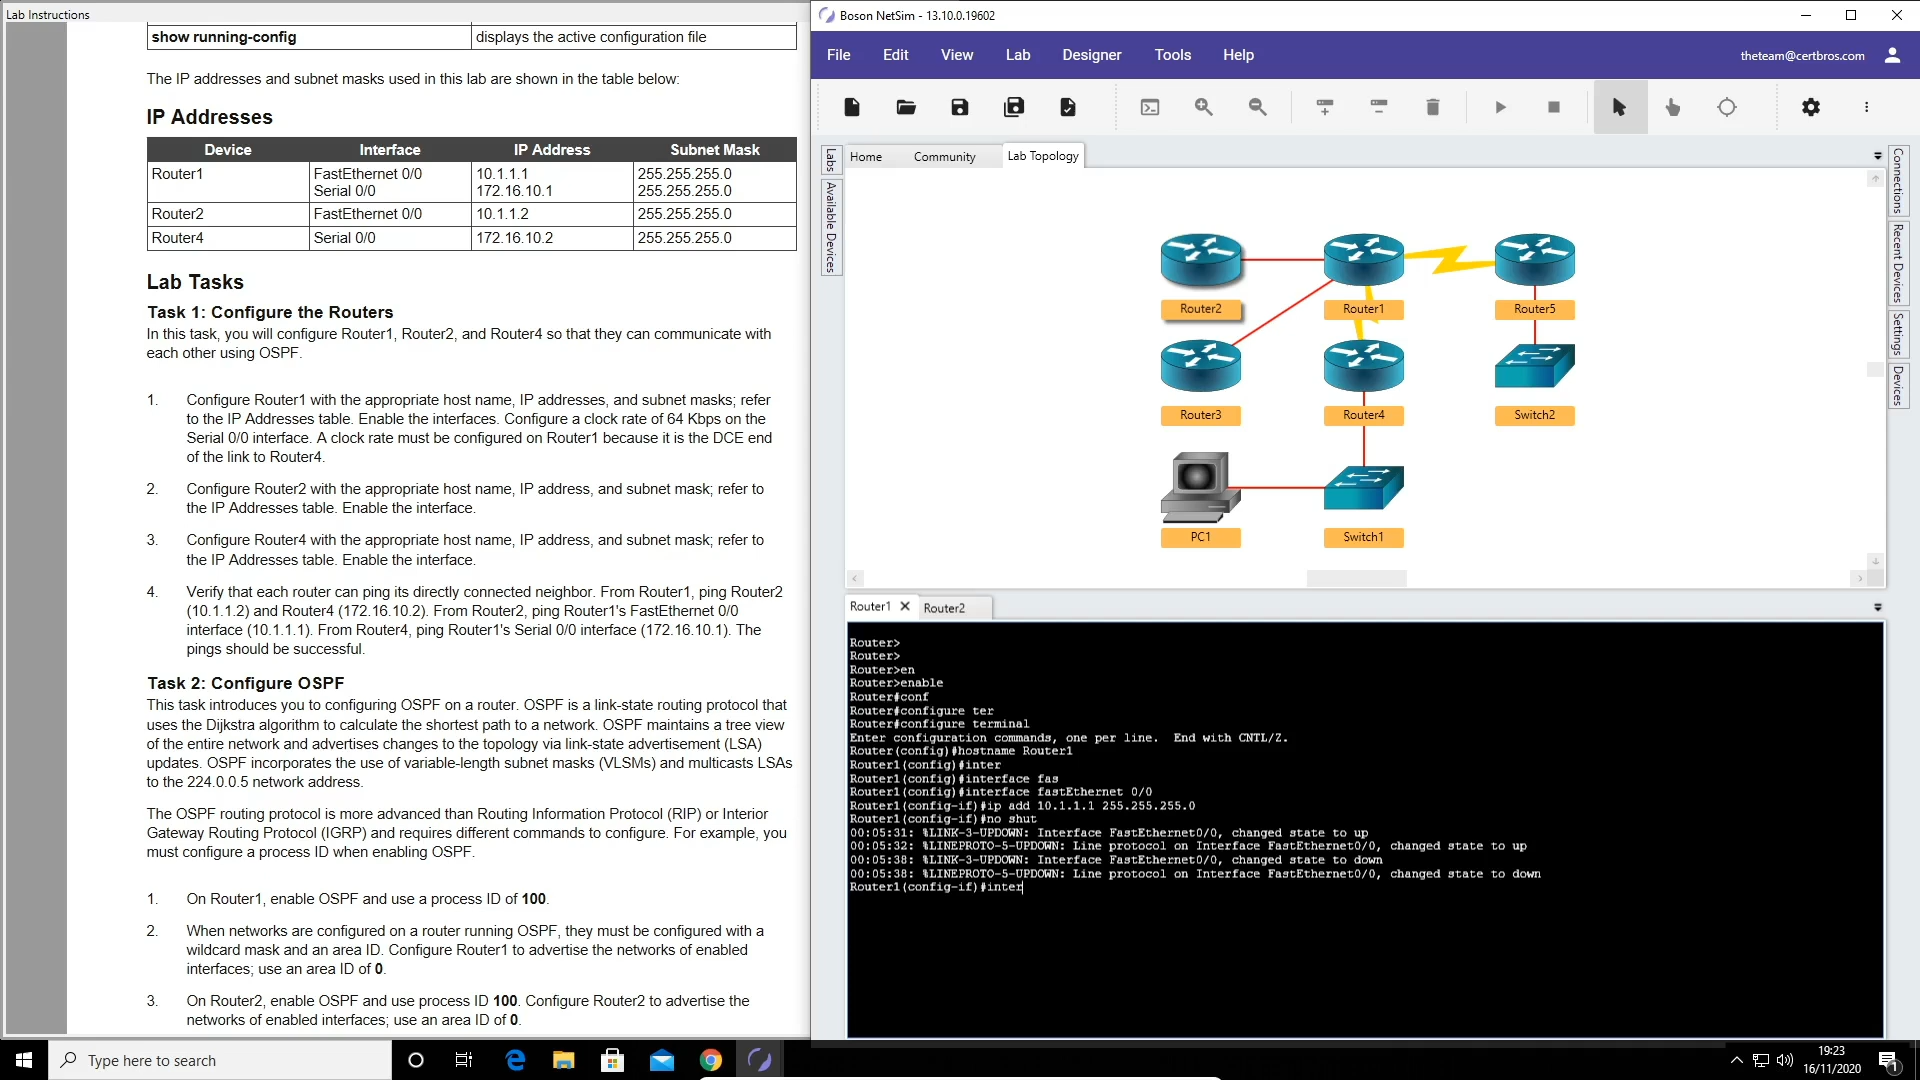 Lab Instructions
show running-config displays the active configuration file
The IP addresses and subnet masks used in this lab are shown in the table below:
IP Addresses
Device Interface IP Address Subnet Mask
Router1 FastEthernet 0/0 10.1.1.1 255.255.255.0
Serial 0/0 172.16.10.1 255.255.255.0
Router2 FastEthernet 0/0 10.1.1.2 255.255.255.0
Router4 Serial 0/0 172.16.10.2 255.255.255.0
Lab Tasks
Task 1: Configure the Routers
In this task, you will configure Router1, Router2, and Router4 so that they can communicate with
each other using OSPF.
1. Configure Router1 with the appropriate host name, IP addresses, and subnet masks; refer
to the IP Addresses table. Enable the interfaces. Configure a clock rate of 64 Kbps on the
Serial 0/0 interface. A clock rate must be configured on Router1 because it is the DCE end
of the link to Router4.
2. Configure Router2 with the appropriate host name, IP address, and subnet mask; refer to
the IP Addresses table. Enable the interface.
3. Configure Router4 with the appropriate host name, IP address, and subnet mask; refer to
the IP Addresses table. Enable the interface.
4. Verify that each router can ping its directly connected neighbor. From Router1, ping Router2
(10.1.1.2) and Router4 (172.16.10.2). From Router2, ping Router1's FastEthernet 0/0
interface (10.1.1.1). From Router4, ping Router1's Serial 0/0 interface (172.16.10.1). The
pings should be successful.
Task 2: Configure OSPF
This task introduces you to configuring OSPF on a router. OSPF is a link-state routing protocol that
uses the Dijkstra algorithm to calculate the shortest path to a network. OSPF maintains a tree view
of the entire network and advertises changes to the topology via link-state advertisement (LSA)
updates. OSPF incorporates the use of variable-length subnet masks (VLSMs) and multicasts LSAs
to the 224.0.0.5 network address.
The OSPF routing protocol is more advanced than Routing Information Protocol (RIP) or Interior
Gateway Routing Protocol (IGRP) and requires different commands to configure. For example, you
must configure a process ID when enabling OSPF.
1. On Router1, enable OSPF and use a process ID of 100.
2. When networks are configured on a router running OSPF, they must be configured with a
wildcard mask and an area ID. Configure Router1 to advertise the networks of enabled
interfaces; use an area ID of 0.
3. On Router2, enable OSPF and use process ID 100. Configure Router2 to advertise the
networks of enabled interfaces; use an area ID of 0.
Boson NetSim - 13.10.0.19602
File Edit View Lab Designer Tools Help
theteam@certbros.com
Labs
Available Devices
Home Community Lab Topology
Connections
Recent Devices
Settings
Devices
Router2 Router1 Router5
Router3 Router4 Switch2
PC1 Switch1
Router1 Router2
Router>
Router>
Router>en
Router>enable
Router#conf
Router#configure ter
Router#configure terminal
Enter configuration commands, one per line. End with CNTL/Z.
Router(config)#hostname Router1
Router1(config)#inter
Router1(config)#interface fas
Router1(config)#interface fastEthernet 0/0
Router1(config-if)#ip add 10.1.1.1 255.255.255.0
Router1(config-if)#no shut
00:05:31: %LINK-3-UPDOWN: Interface FastEthernet0/0, changed state to up
00:05:32: %LINEPROTO-5-UPDOWN: Line protocol on Interface FastEthernet0/0, changed state to up
00:05:38: %LINK-3-UPDOWN: Interface FastEthernet0/0, changed state to down
00:05:38: %LINEPROTO-5-UPDOWN: Line protocol on Interface FastEthernet0/0, changed state to down
Router1(config-if)#inter
Type here to search
19:23
16/11/2020
1